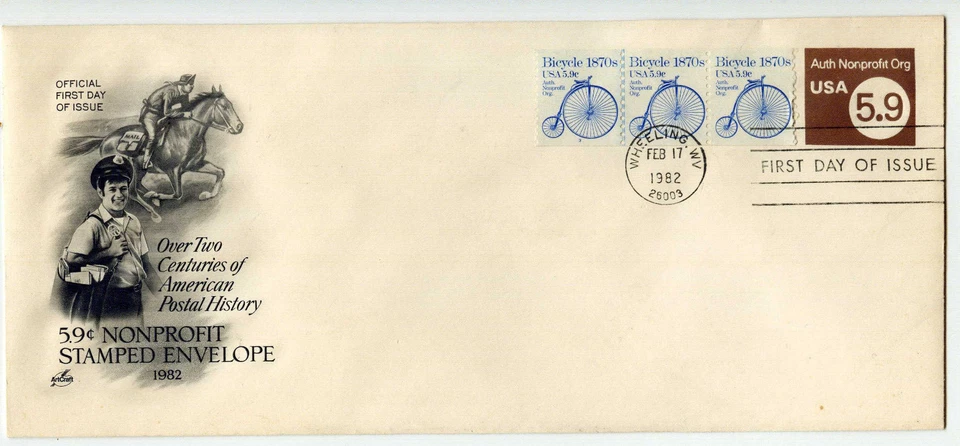 OFFICIAL
FIRST DAY
OF ISSUE
MAIL
Over Two
Centuries of
American
Postal History
5.9¢ NONPROFIT
STAMPED ENVELOPE
1982
ArtCraft
Bicycle 1870s
USA 5.9c
Auth
Nonprofit
Org.
Bicycle 1870s
USA 5.9c
Auth
Nonprofit
Org.
Bicycle 1870s
USA 5.9c
Auth
Nonprofit
Org.
Auth Nonprofit Org
USA
5.9
WHEELING, WV
FEB 17
1982
26003
FIRST DAY OF ISSUE